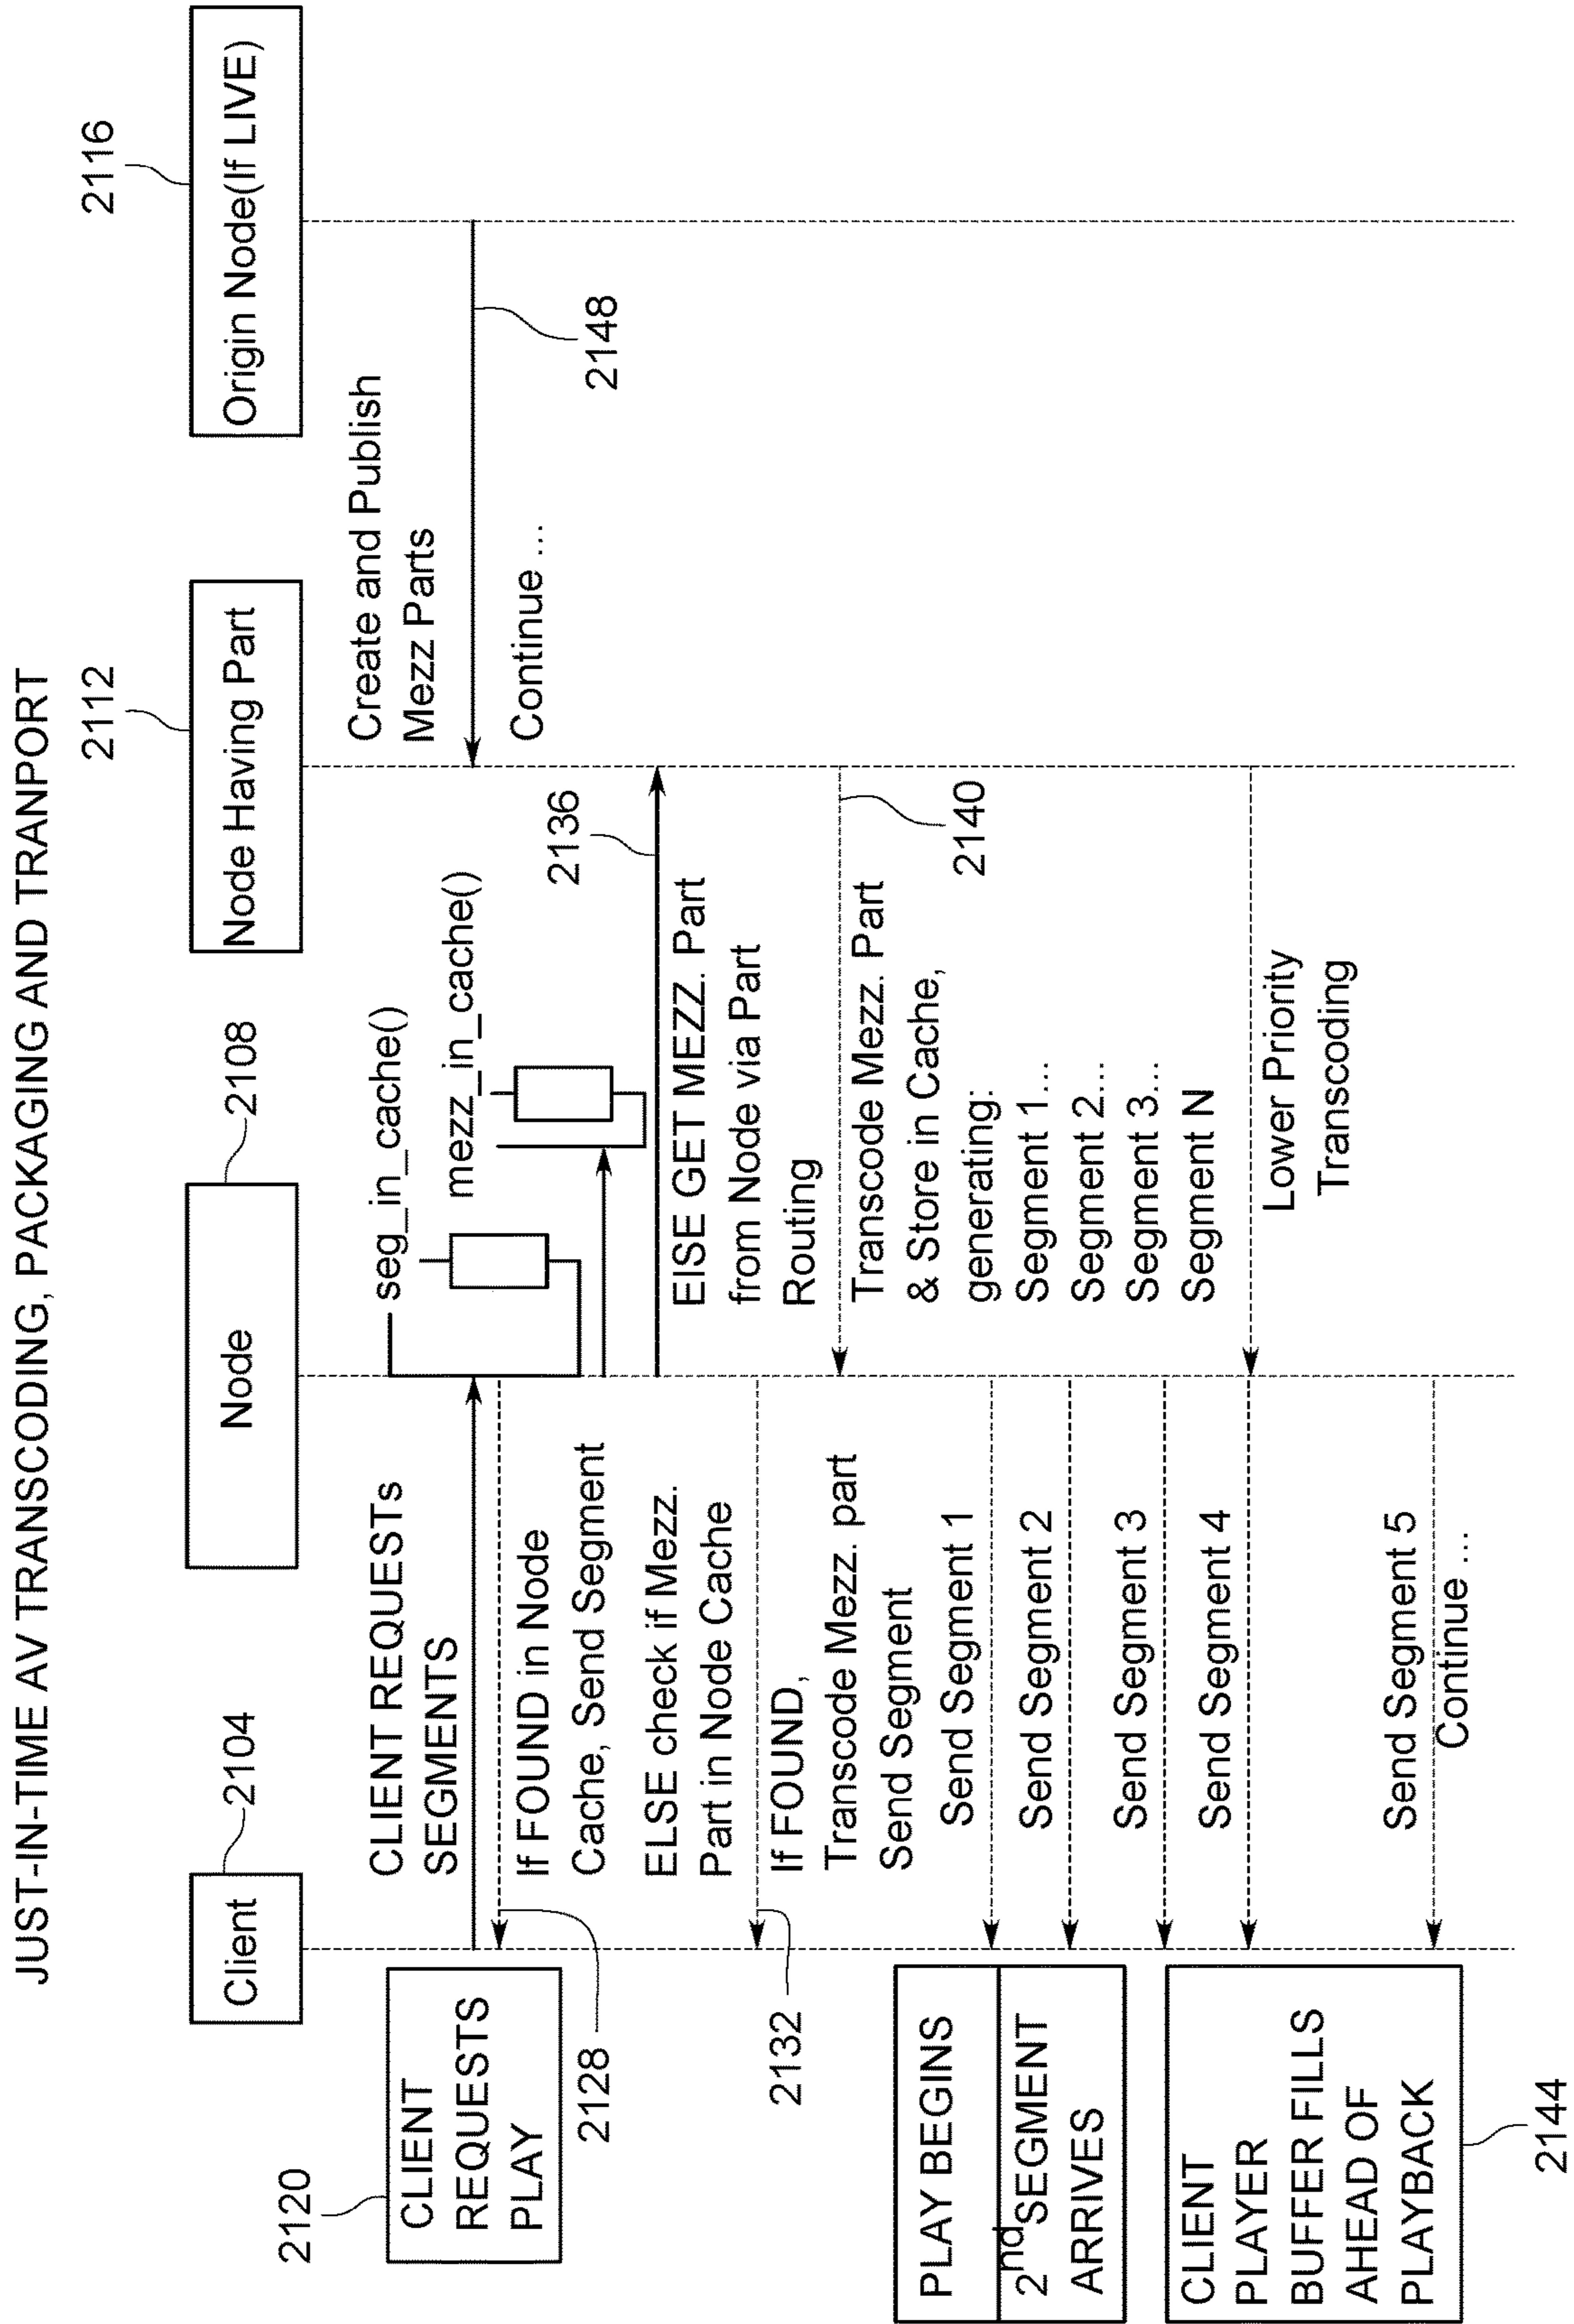 JUST-IN-TIME AV TRANSCODING, PACKAGING AND TRANPORT
2104
2108
2112
2116
Client
Node
Node Having Part
Origin Node(If LIVE)
2120
CLIENT
REQUESTS
PLAY
CLIENT REQUESTs
SEGMENTS
seg_in_cache()
mezz_in_cache()
Create and Publish
Mezz Parts
2148
Continue ...
2128
If FOUND in Node
Cache, Send Segment
2136
ELSE check if Mezz.
Part in Node Cache
EISE GET MEZZ. Part
from Node via Part
Routing
2132
If FOUND,
Transcode Mezz. part
Send Segment
2140
Transcode Mezz. Part
& Store in Cache,
generating:
Segment 1...
Segment 2...
Segment 3...
Segment N
PLAY BEGINS
2nd SEGMENT
ARRIVES
Send Segment 1
Send Segment 2
Send Segment 3
Send Segment 4
Lower Priority
Transcoding
CLIENT
PLAYER
BUFFER FILLS
AHEAD OF
PLAYBACK
2144
Send Segment 5
Continue ...